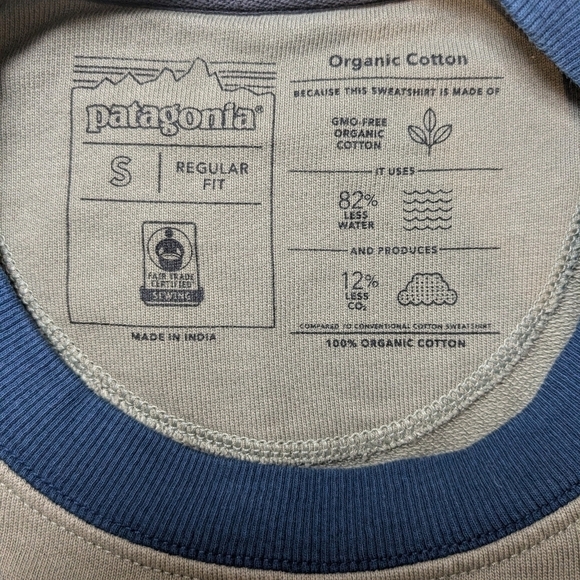 patagonia®
S
REGULAR
FIT
FAIR TRADE
CERTIFIED
SEWING
MADE IN INDIA
Organic Cotton
BECAUSE THIS SWEATSHIRT IS MADE OF
GMO-FREE
ORGANIC
COTTON
IT USES
82%
LESS
WATER
AND PRODUCES
12%
LESS
CO₂
COMPARED TO CONVENTIONAL COTTON SWEATSHIRT
100% ORGANIC COTTON